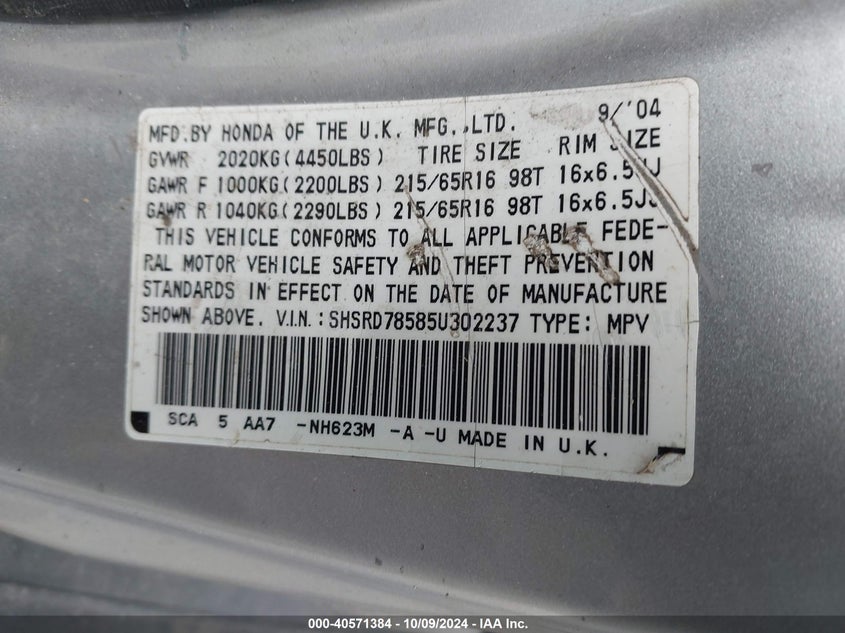 MFD.BY HONDA OF THE U.K. MFG.,LTD. 9/'04
GVWR 2020KG(4450LBS) TIRE SIZE RIM SIZE
GAWR F 1000KG(2200LBS) 215/65R16 98T 16x6.5JJ
GAWR R 1040KG(2290LBS) 215/65R16 98T 16x6.5JJ
THIS VEHICLE CONFORMS TO ALL APPLICABLE FEDE-
RAL MOTOR VEHICLE SAFETY AND THEFT PREVENTION
STANDARDS IN EFFECT ON THE DATE OF MANUFACTURE
SHOWN ABOVE. V.I.N.:SHSRD78585U302237 TYPE: MPV
SCA 5 AA7 -NH623M -A -U MADE IN U.K.
000-40571384 - 10/09/2024 - IAA Inc.